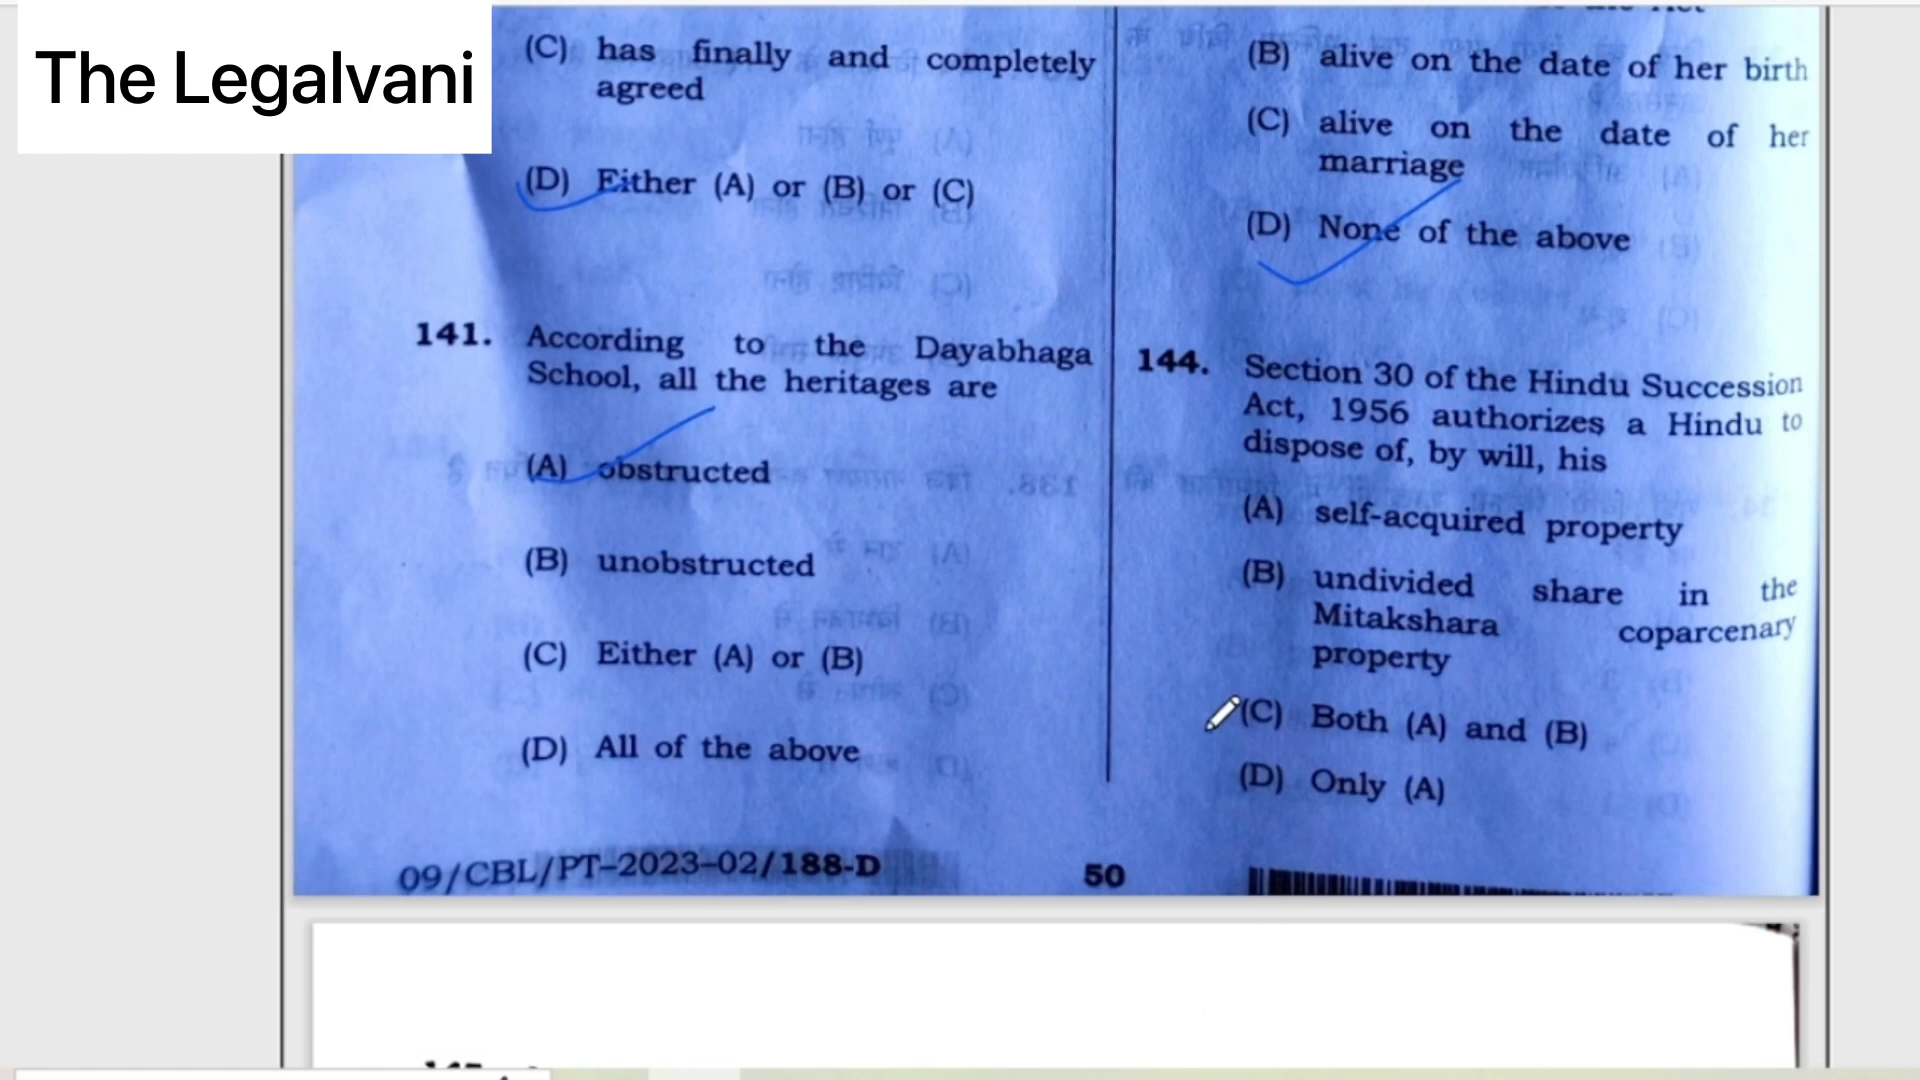 The Legalvani
(C) has finally and completely
agreed
(D) Either (A) or (B) or (C)
141. According to the Dayabhaga
School, all the heritages are
(A) obstructed
(B) unobstructed
(C) Either (A) or (B)
(D) All of the above
(B) alive on the date of her birth
(C) alive on the date of her
marriage
(D) None of the above
144. Section 30 of the Hindu Succession
Act, 1956 authorizes a Hindu to
dispose of, by will, his
(A) self-acquired property
(B) undivided share in the
Mitakshara coparcenary
property
(C) Both (A) and (B)
(D) Only (A)
09/CBL/PT–2023–02/188-D
50